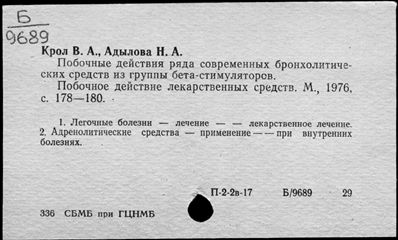 Б
9689
Крол В. А., Адылова Н. А.
Побочные действия ряда современных бронхолитиче-
ских средств из группы бета-стимуляторов.
Побочное действие лекарственных средств. М., 1976,
с. 178—180.
1. Легочные болезни — лечение — - — лекарственное лечение.
2. Адренолитические средства — применение — — при внутренних
болезнях.
П-2-2в-17 Б/9689 29
336 СБМБ при ГЦНМБ